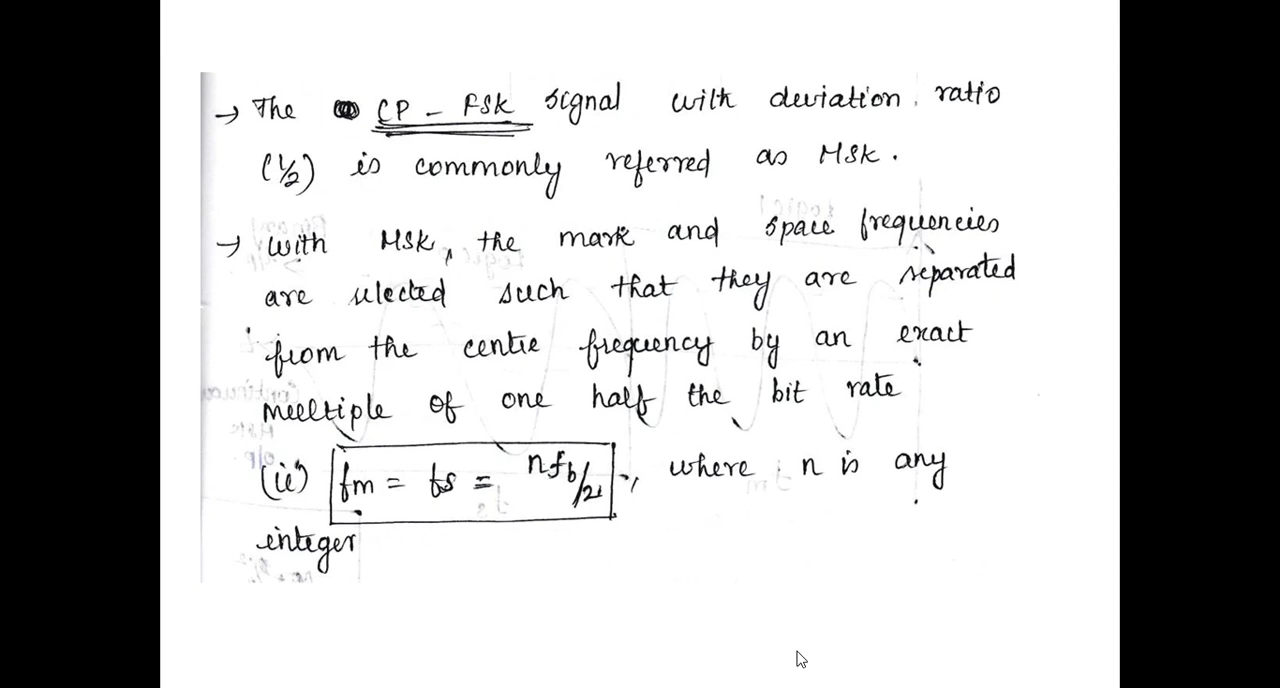 → The CP - FSK signal with deviation ratio
(1/2) is commonly referred as MSK.
→ With MSK, the mark and space frequencies
are selected such that they are separated
from the centre frequency by an exact
multiple of one half the bit rate
(ie) fm = fs = nfb/2, where n is any
integer